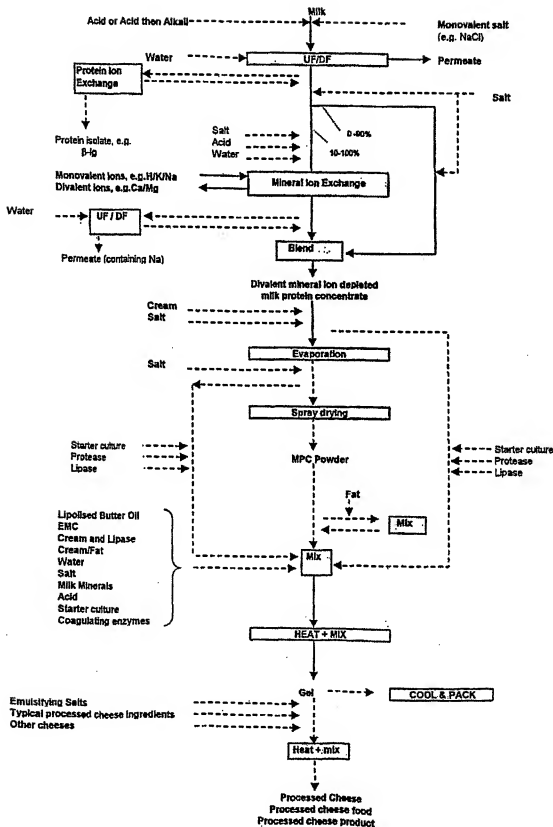 Milk
Acid or Acid then Alkali
Monovalent salt
(e.g. NaCl)
Water
UF/DF
Permeate
Protein Ion
Exchange
Salt
Protein isolate, e.g.
β-lg
Salt
Acid
Water
0-90%
10-100%
Monovalent ions, e.g.H/K/Na
Divalent ions, e.g.Ca/Mg
Mineral Ion Exchange
Water
UF / DF
Permeate (containing Na)
Blend
Divalent mineral ion depleted
milk protein concentrate
Cream
Salt
Evaporation
Salt
Spray drying
Starter culture
Protease
Lipase
MPC Powder
Starter culture
Protease
Lipase
Fat
Mix
Lipolised Butter Oil
EMC
Cream and Lipase
Cream/Fat
Water
Salt
Milk Minerals
Acid
Starter culture
Coagulating enzymes
Mix
HEAT + MIX
Gel
COOL & PACK
Emulsifying Salts
Typical processed cheese ingredients
Other cheeses
Heat + mix
Processed Cheese
Processed cheese food
Processed cheese product